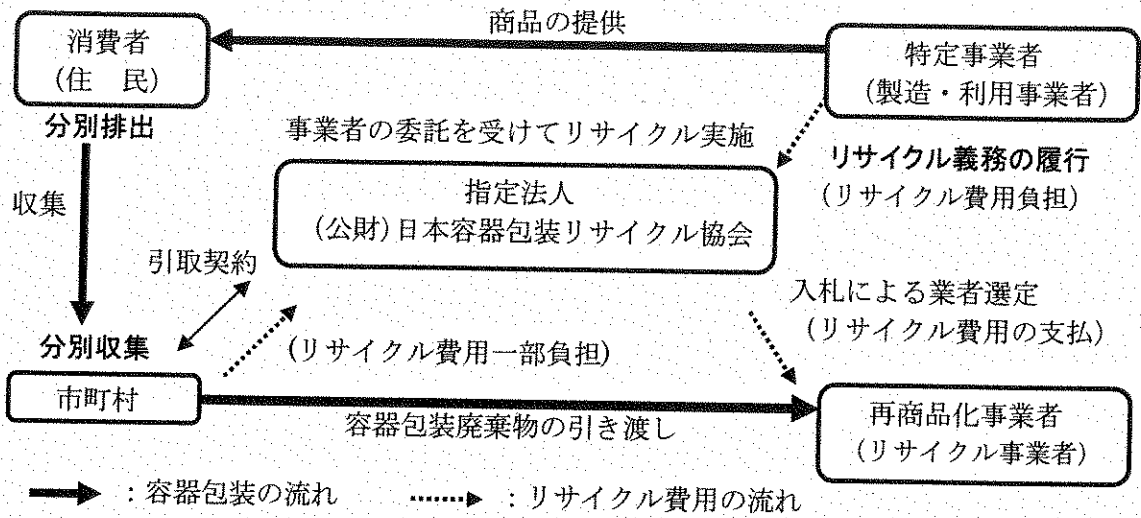 商品の提供
消費者
(住　民)
特定事業者
(製造・利用事業者)
分別排出
事業者の委託を受けてリサイクル実施
リサイクル義務の履行
(リサイクル費用負担)
収集
指定法人
(公財)日本容器包装リサイクル協会
引取契約
入札による業者選定
(リサイクル費用の支払)
分別収集
(リサイクル費用一部負担)
市町村
容器包装廃棄物の引き渡し
再商品化事業者
(リサイクル事業者)
：容器包装の流れ
：リサイクル費用の流れ